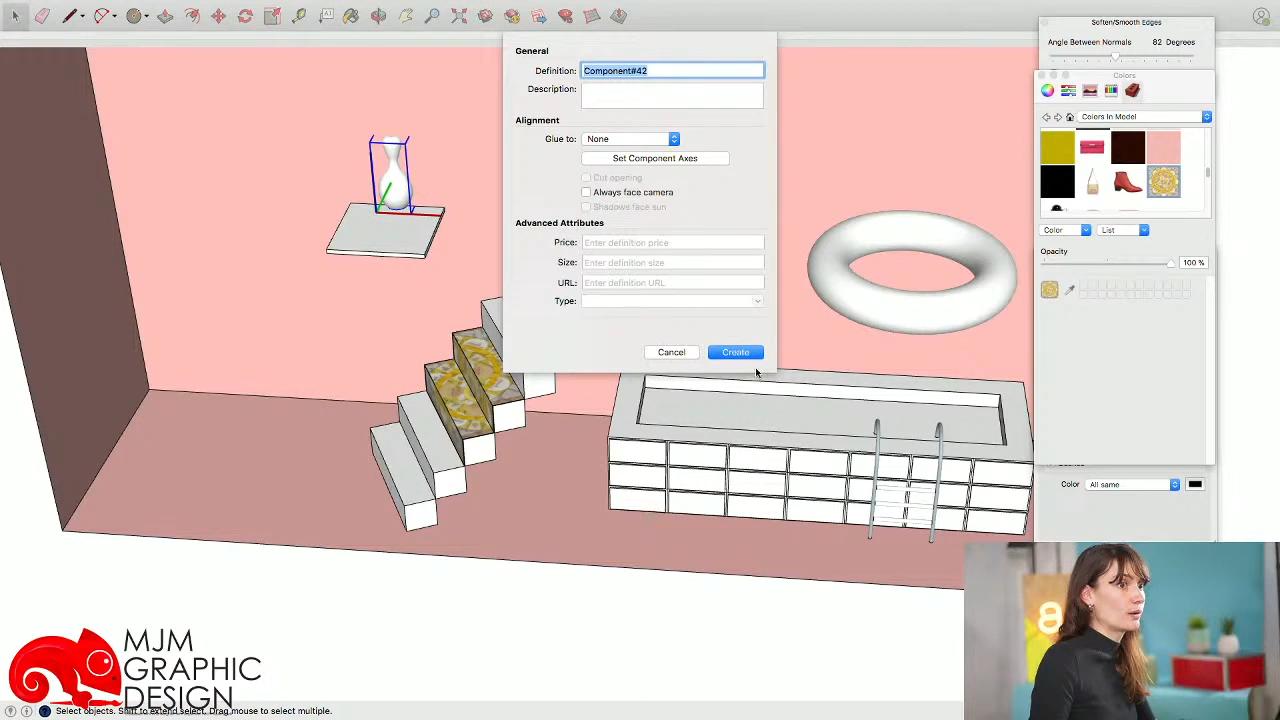 Soften/Smooth Edges
Angle Between Normals 82 Degrees
Colors
Colors In Model
Color List
Opacity
100 %
Color: All same
General
Definition: Component#42
Description:
Alignment
Glue to: None
Set Component Axes
Cut opening
Always face camera
Shadows face sun
Advanced Attributes
Price: Enter definition price
Size: Enter definition size
URL: Enter definition URL
Type:
Cancel Create
a
MJM
GRAPHIC
DESIGN
Select objects. Shift to extend select. Drag mouse to select multiple.